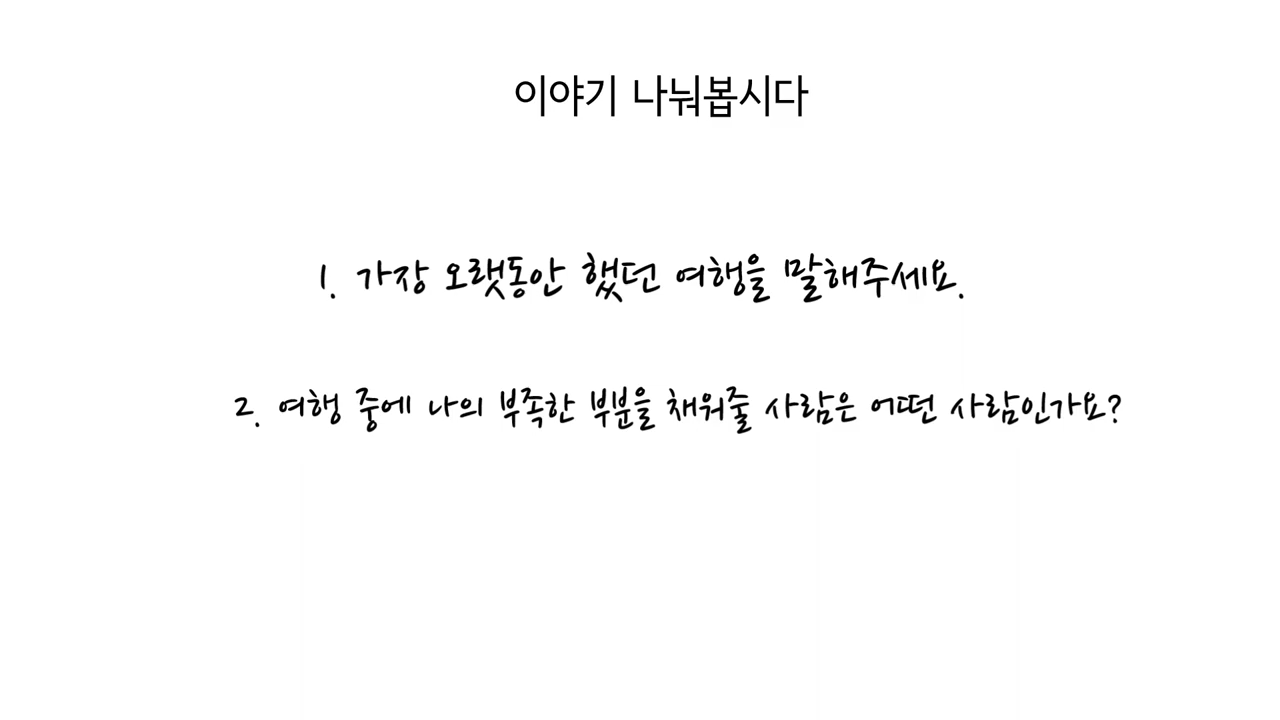 이야기 나눠봅시다
1. 가장 오랫동안 했던 여행을 말해주세요.
2. 여행 중에 나의 부족한 부분을 채워줄 사람은 어떤 사람인가요?